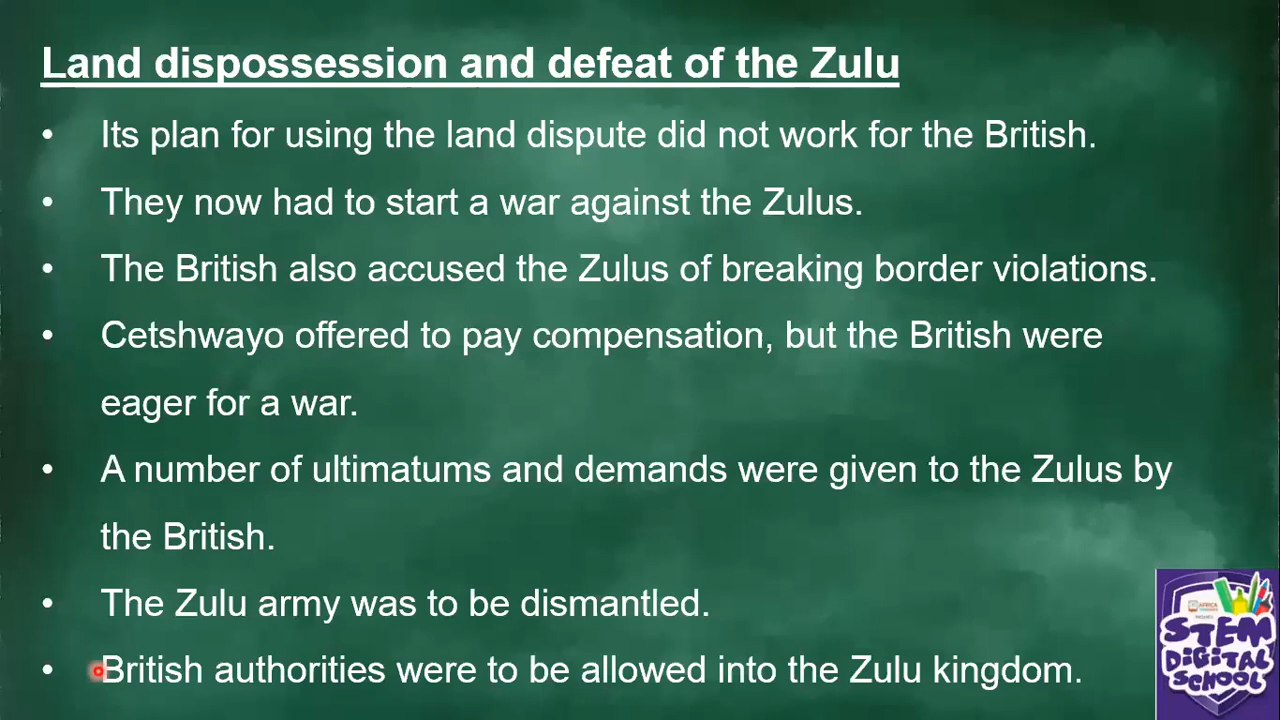 Land dispossession and defeat of the Zulu
• Its plan for using the land dispute did not work for the British.
• They now had to start a war against the Zulus.
• The British also accused the Zulus of breaking border violations.
• Cetshwayo offered to pay compensation, but the British were
eager for a war.
• A number of ultimatums and demands were given to the Zulus by
the British.
• The Zulu army was to be dismantled.
• British authorities were to be allowed into the Zulu kingdom.
AFRICA
STEM
DIGITAL
SCHOOL